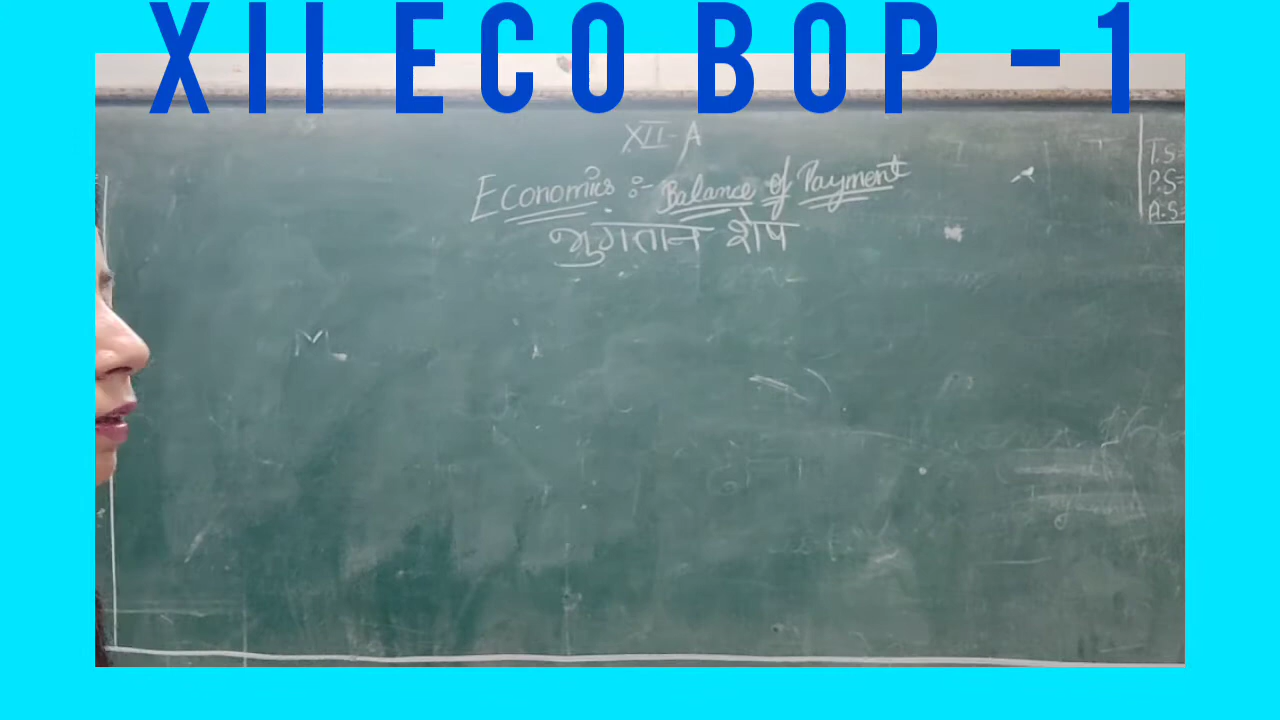 XII ECO BOP -1
XII-A
Economics :- Balance of Payment
भुगतान शेष
T.S=
P.S=
A.S=
M